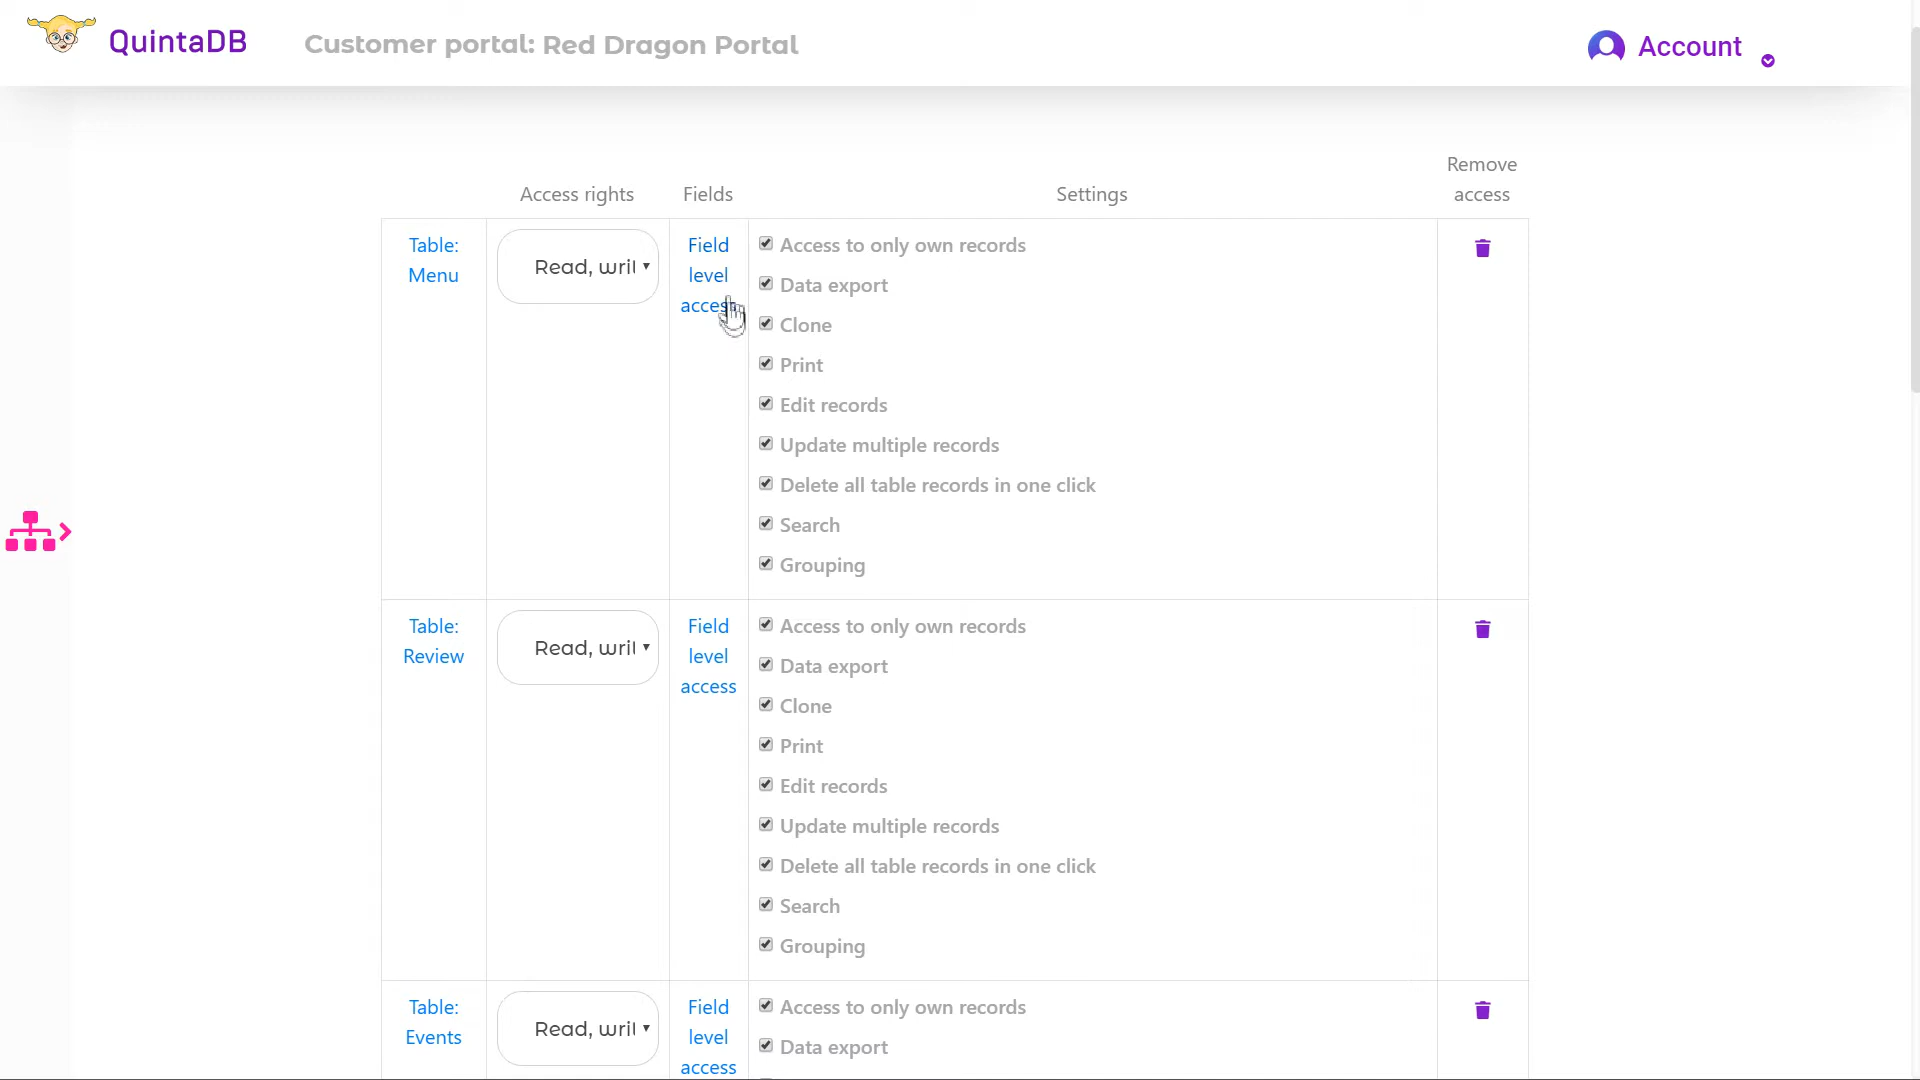 QuintaDB
Customer portal: Red Dragon Portal
Account
Access rights
Fields
Settings
Remove
access
Table:
Menu
Read, writ
Field
level
access
Access to only own records
Data export
Clone
Print
Edit records
Update multiple records
Delete all table records in one click
Search
Grouping
Table:
Review
Read, writ
Field
level
access
Access to only own records
Data export
Clone
Print
Edit records
Update multiple records
Delete all table records in one click
Search
Grouping
Table:
Events
Read, writ
Field
level
access
Access to only own records
Data export